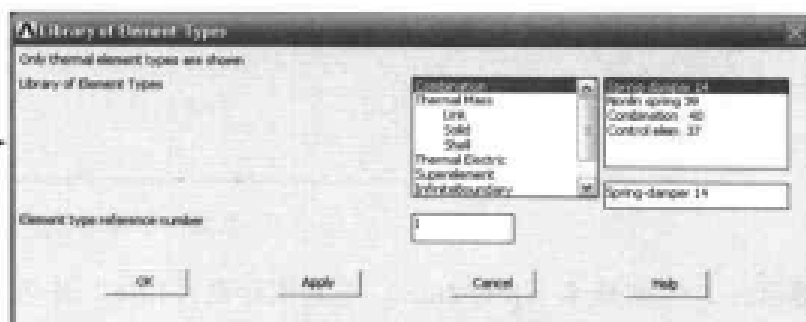 Library of Element Types
Only thermal element types are shown
Library of Element Types
Combination
Thermal Mass
Link
Solid
Shell
Thermal Electric
Superelement
InfiniteBoundary
Spring-damper 14
Nonlin spring 39
Combination 40
Control elem 37
Spring-damper 14
Element type reference number
1
OK
Apply
Cancel
Help